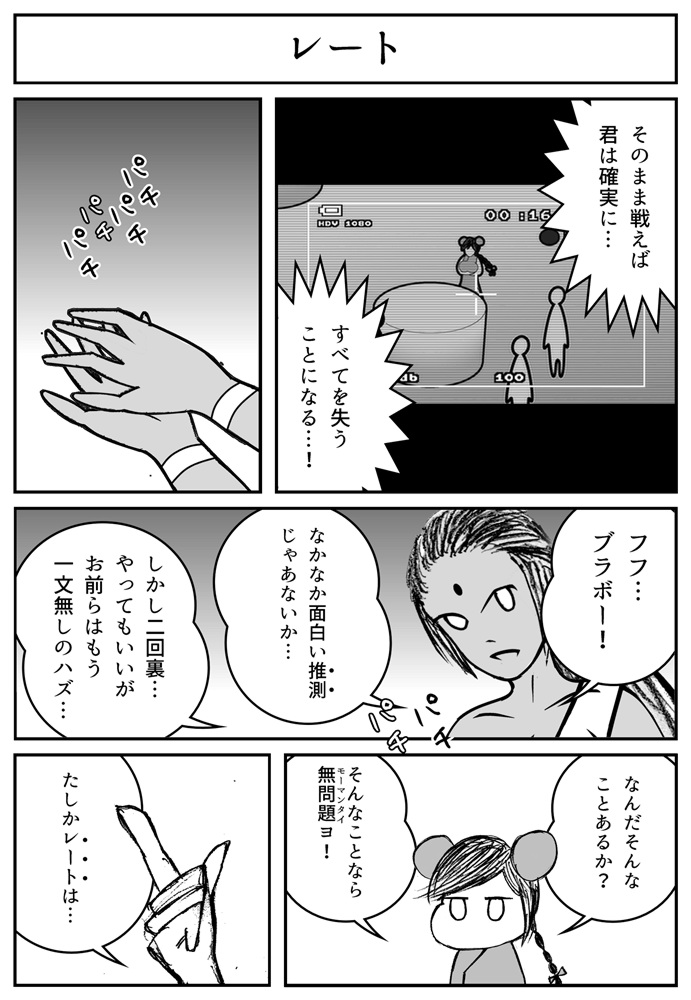 レート
そのまま戦えば
君は確実に…
00:16
HDV 1080
100
すべてを失う
ことになる…!
パチ
パチ
パチ
パチ
フフ…
ブラボー!
なかなか面白い推測
じゃあないか…
しかし二回裏…
やってもいいが
お前らはもう
一文無しのハズ…
パチ
パチ
なんだそんな
ことあるか?
そんなことなら
無問題ヨ!
モーマンタイ
たしかレートは…